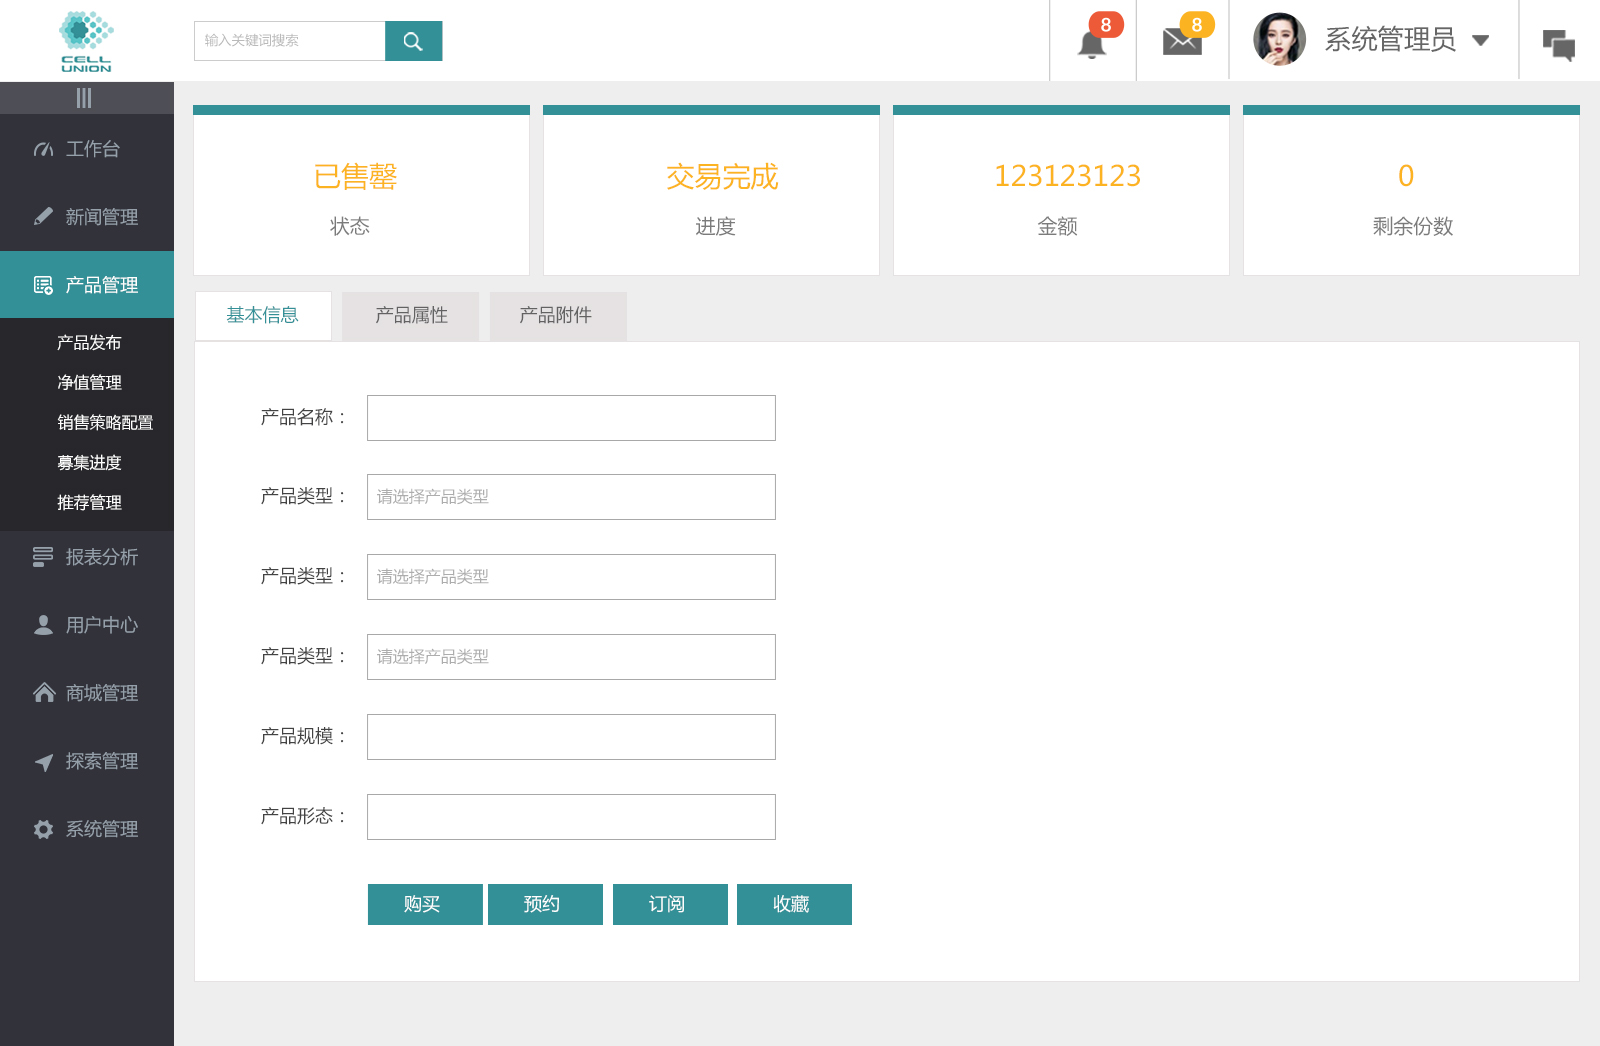 CELL
UNION
输入关键词搜索
8
8
系统管理员
工作台
新闻管理
产品管理
产品发布
净值管理
销售策略配置
募集进度
推荐管理
报表分析
用户中心
商城管理
探索管理
系统管理
已售罄
状态
交易完成
进度
123123123
金额
0
剩余份数
基本信息
产品属性
产品附件
产品名称：
产品类型：
请选择产品类型
产品类型：
请选择产品类型
产品类型：
请选择产品类型
产品规模：
产品形态：
购买
预约
订阅
收藏